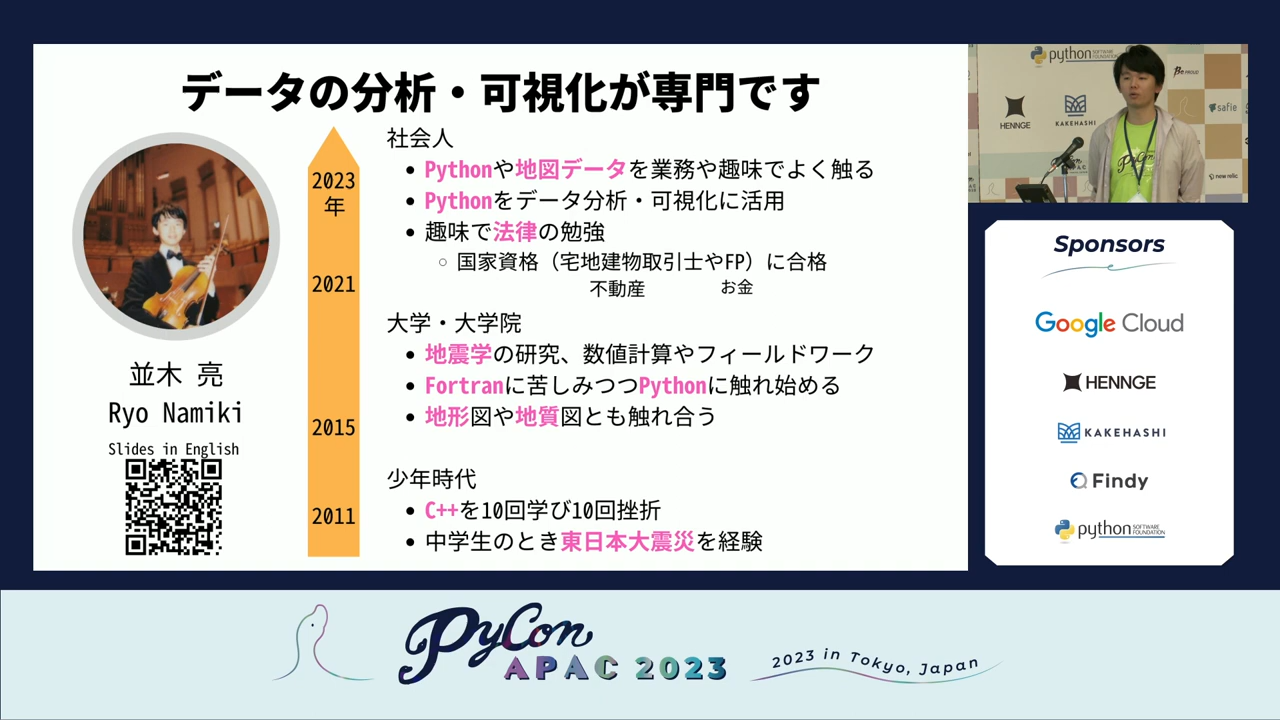 データの分析・可視化が専門です
社会人
• Pythonや地図データを業務や趣味でよく触る
• Pythonをデータ分析・可視化に活用
• 趣味で法律の勉強
○ 国家資格（宅地建物取引士やFP）に合格
不動産 お金
大学・大学院
• 地震学の研究、数値計算やフィールドワーク
• Fortranに苦しみつつPythonに触れ始める
• 地形図や地質図とも触れ合う
少年時代
• C++を10回学び10回挫折
• 中学生のとき東日本大震災を経験
2023
年
2021
2015
2011
並木 亮
Ryo Namiki
Slides in English
python SOFTWARE FOUNDATION
HENNGE
KAKEHASHI
BE PROUD
safie
new relic
PyCon
Sponsors
Google Cloud
HENNGE
KAKEHASHI
Findy
python SOFTWARE FOUNDATION
PyCon
APAC 2023
2023 in Tokyo, Japan